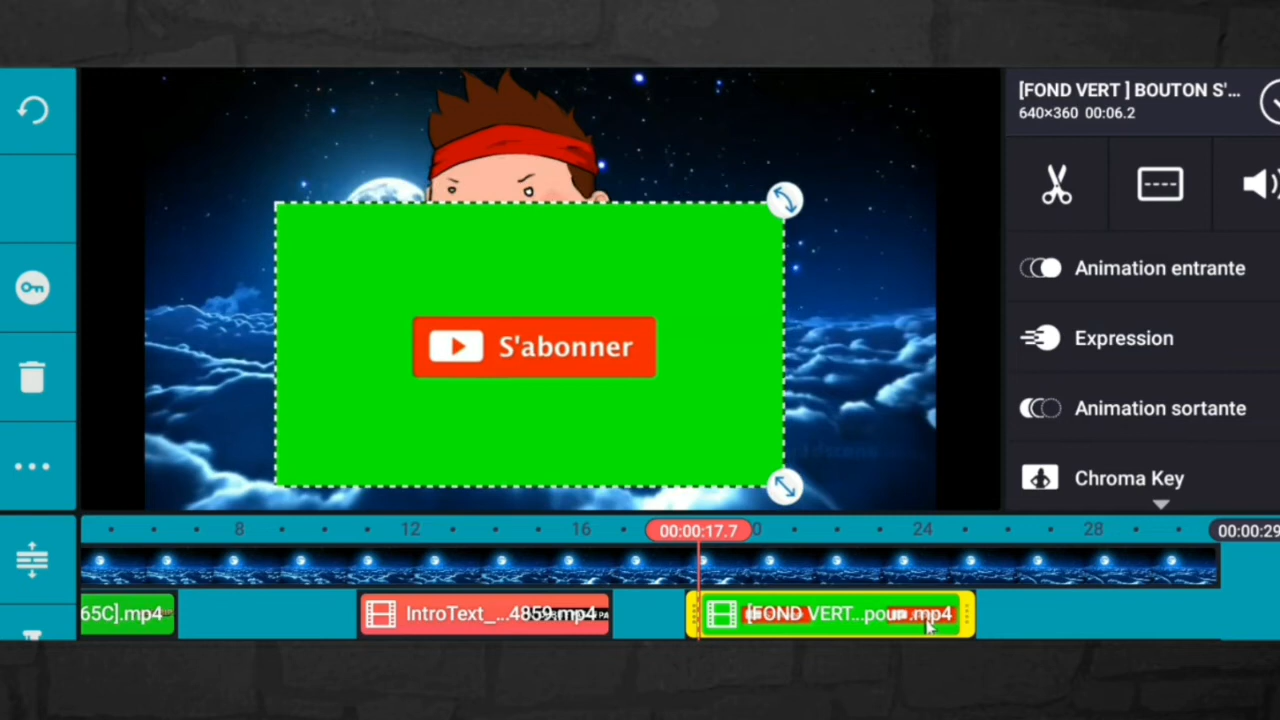 [FOND VERT ] BOUTON S'...
640×360 00:06.2
Animation entrante
Expression
Animation sortante
Chroma Key
S'abonner
8 12 16 00:00:17.7 0 24 28 00:00:29
65C].mp4 IntroText_...4859.mp4 [FOND VERT...pour.mp4